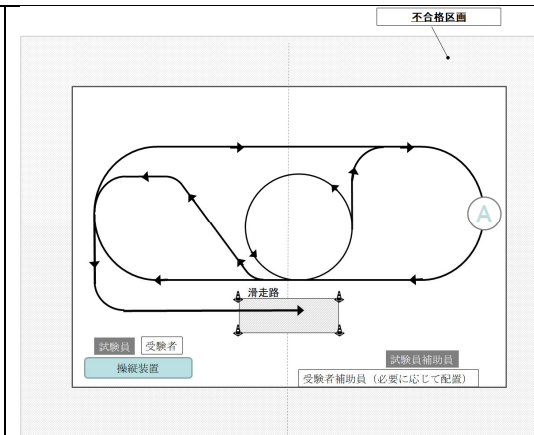 不合格区画
A
滑走路
試験員 受験者
操縦装置
試験員補助員
受験者補助員（必要に応じて配置）